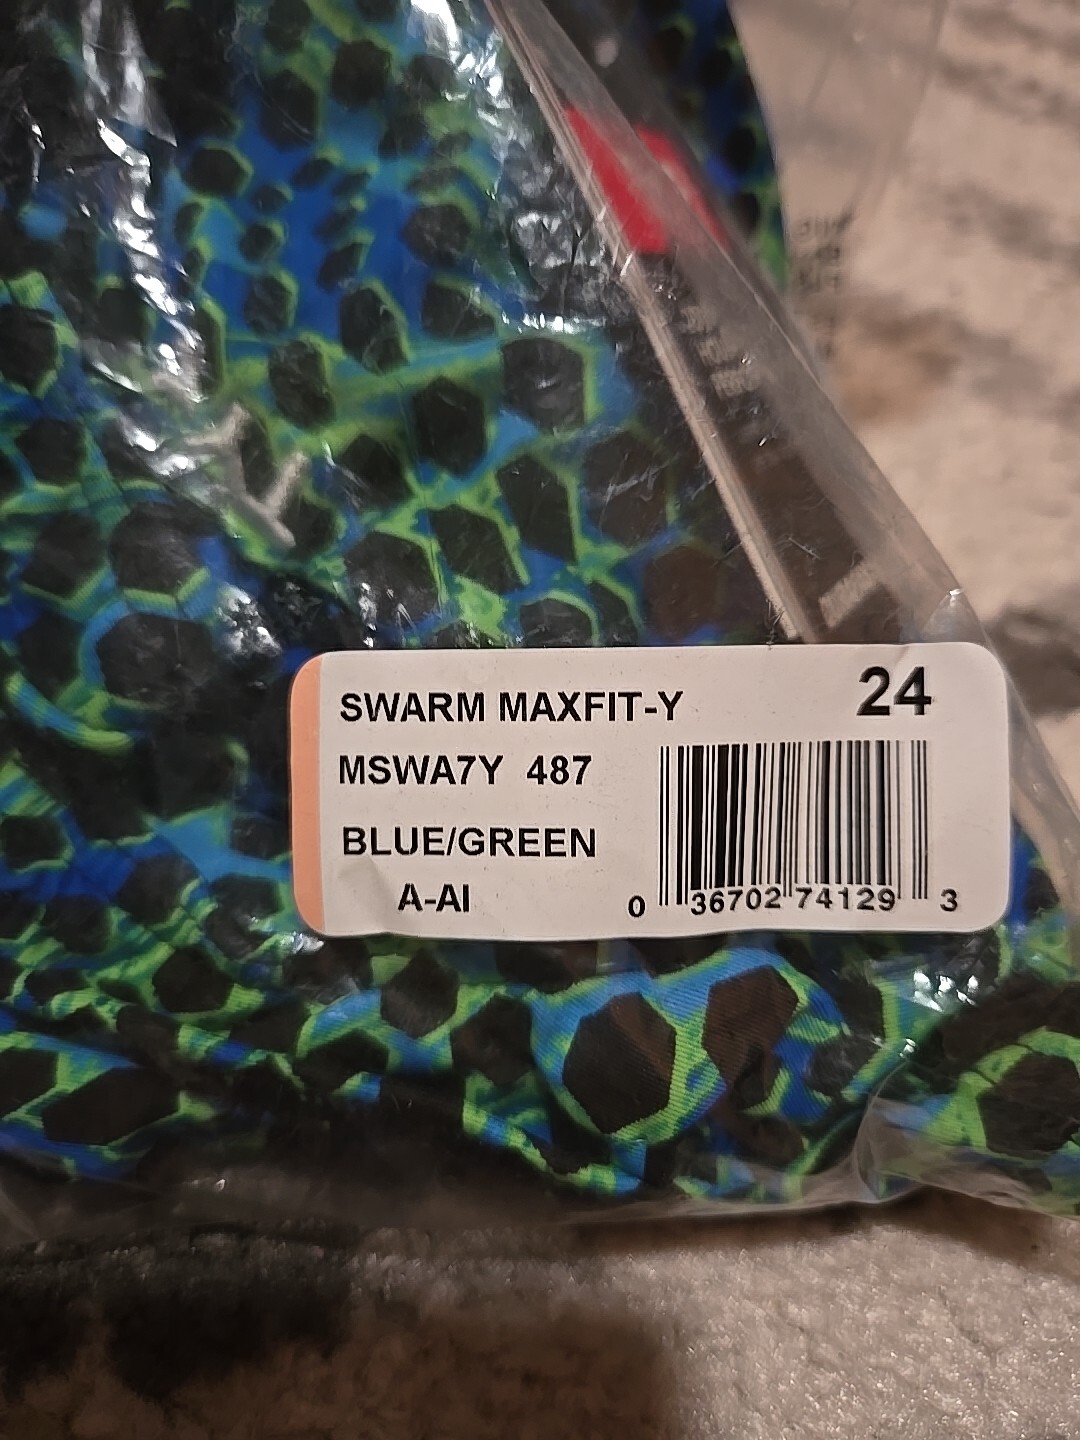 SWARM MAXFIT-Y 24
MSWA7Y 487
BLUE/GREEN
A-AI
0 36702 74129 3